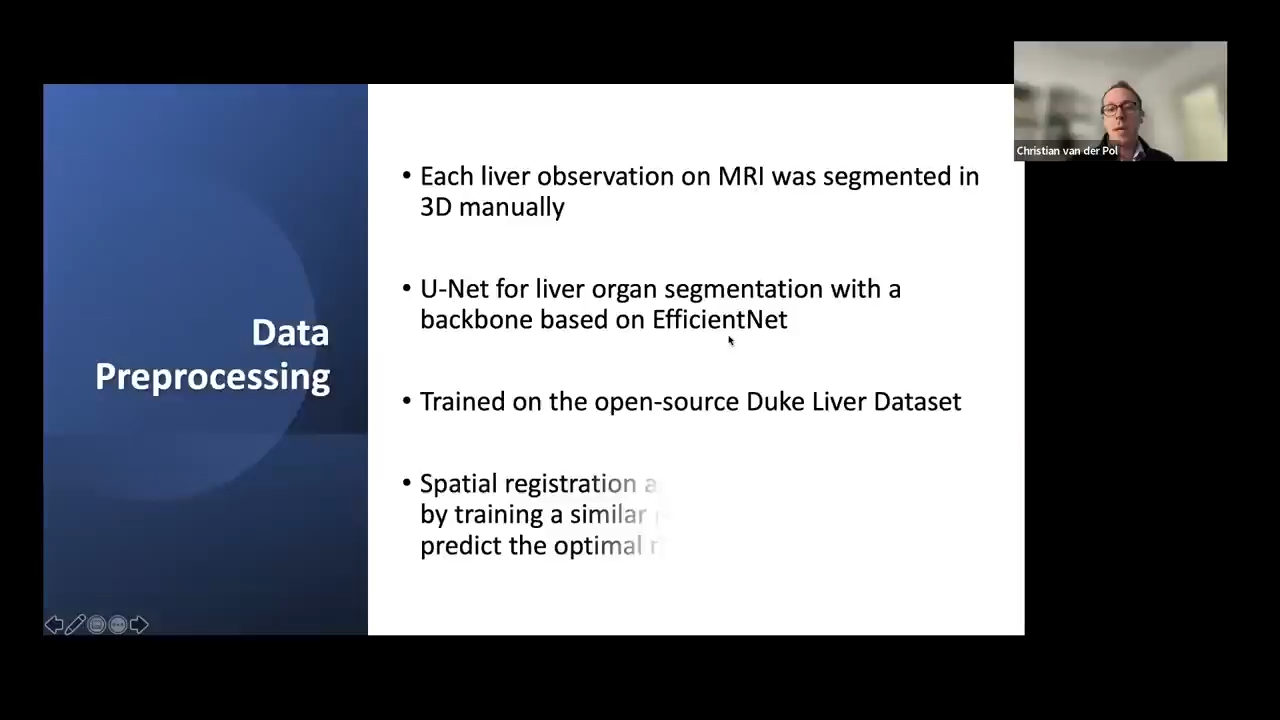 Christian van der Pol
Data
Preprocessing
• Each liver observation on MRI was segmented in
3D manually
• U-Net for liver organ segmentation with a
backbone based on EfficientNet
• Trained on the open-source Duke Liver Dataset
• Spatial registration
by training a similar
predict the optimal